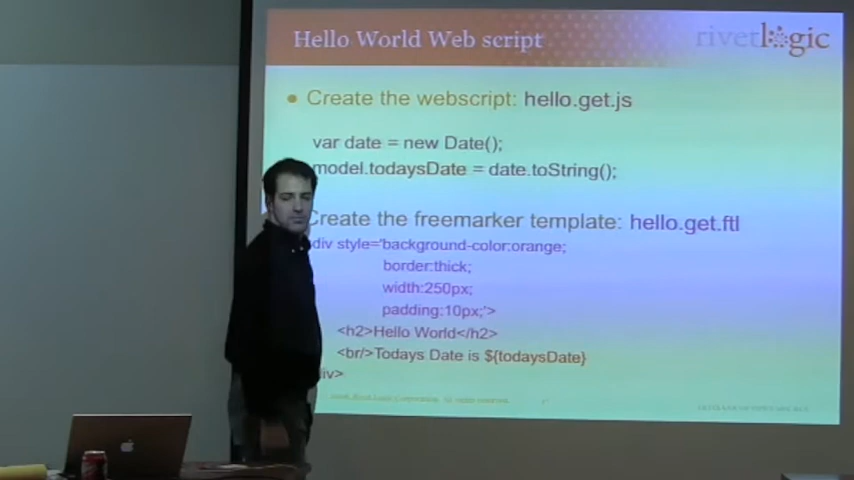 Hello World Web script
rivetlogic
Create the webscript: hello.get.js
var date = new Date();
model.todaysDate = date.toString();
Create the freemarker template: hello.get.ftl
div style='background-color:orange;
border:thick;
width:250px;
padding:10px;'>
<h2>Hello World</h2>
<br/>Todays Date is ${todaysDate}
iv>